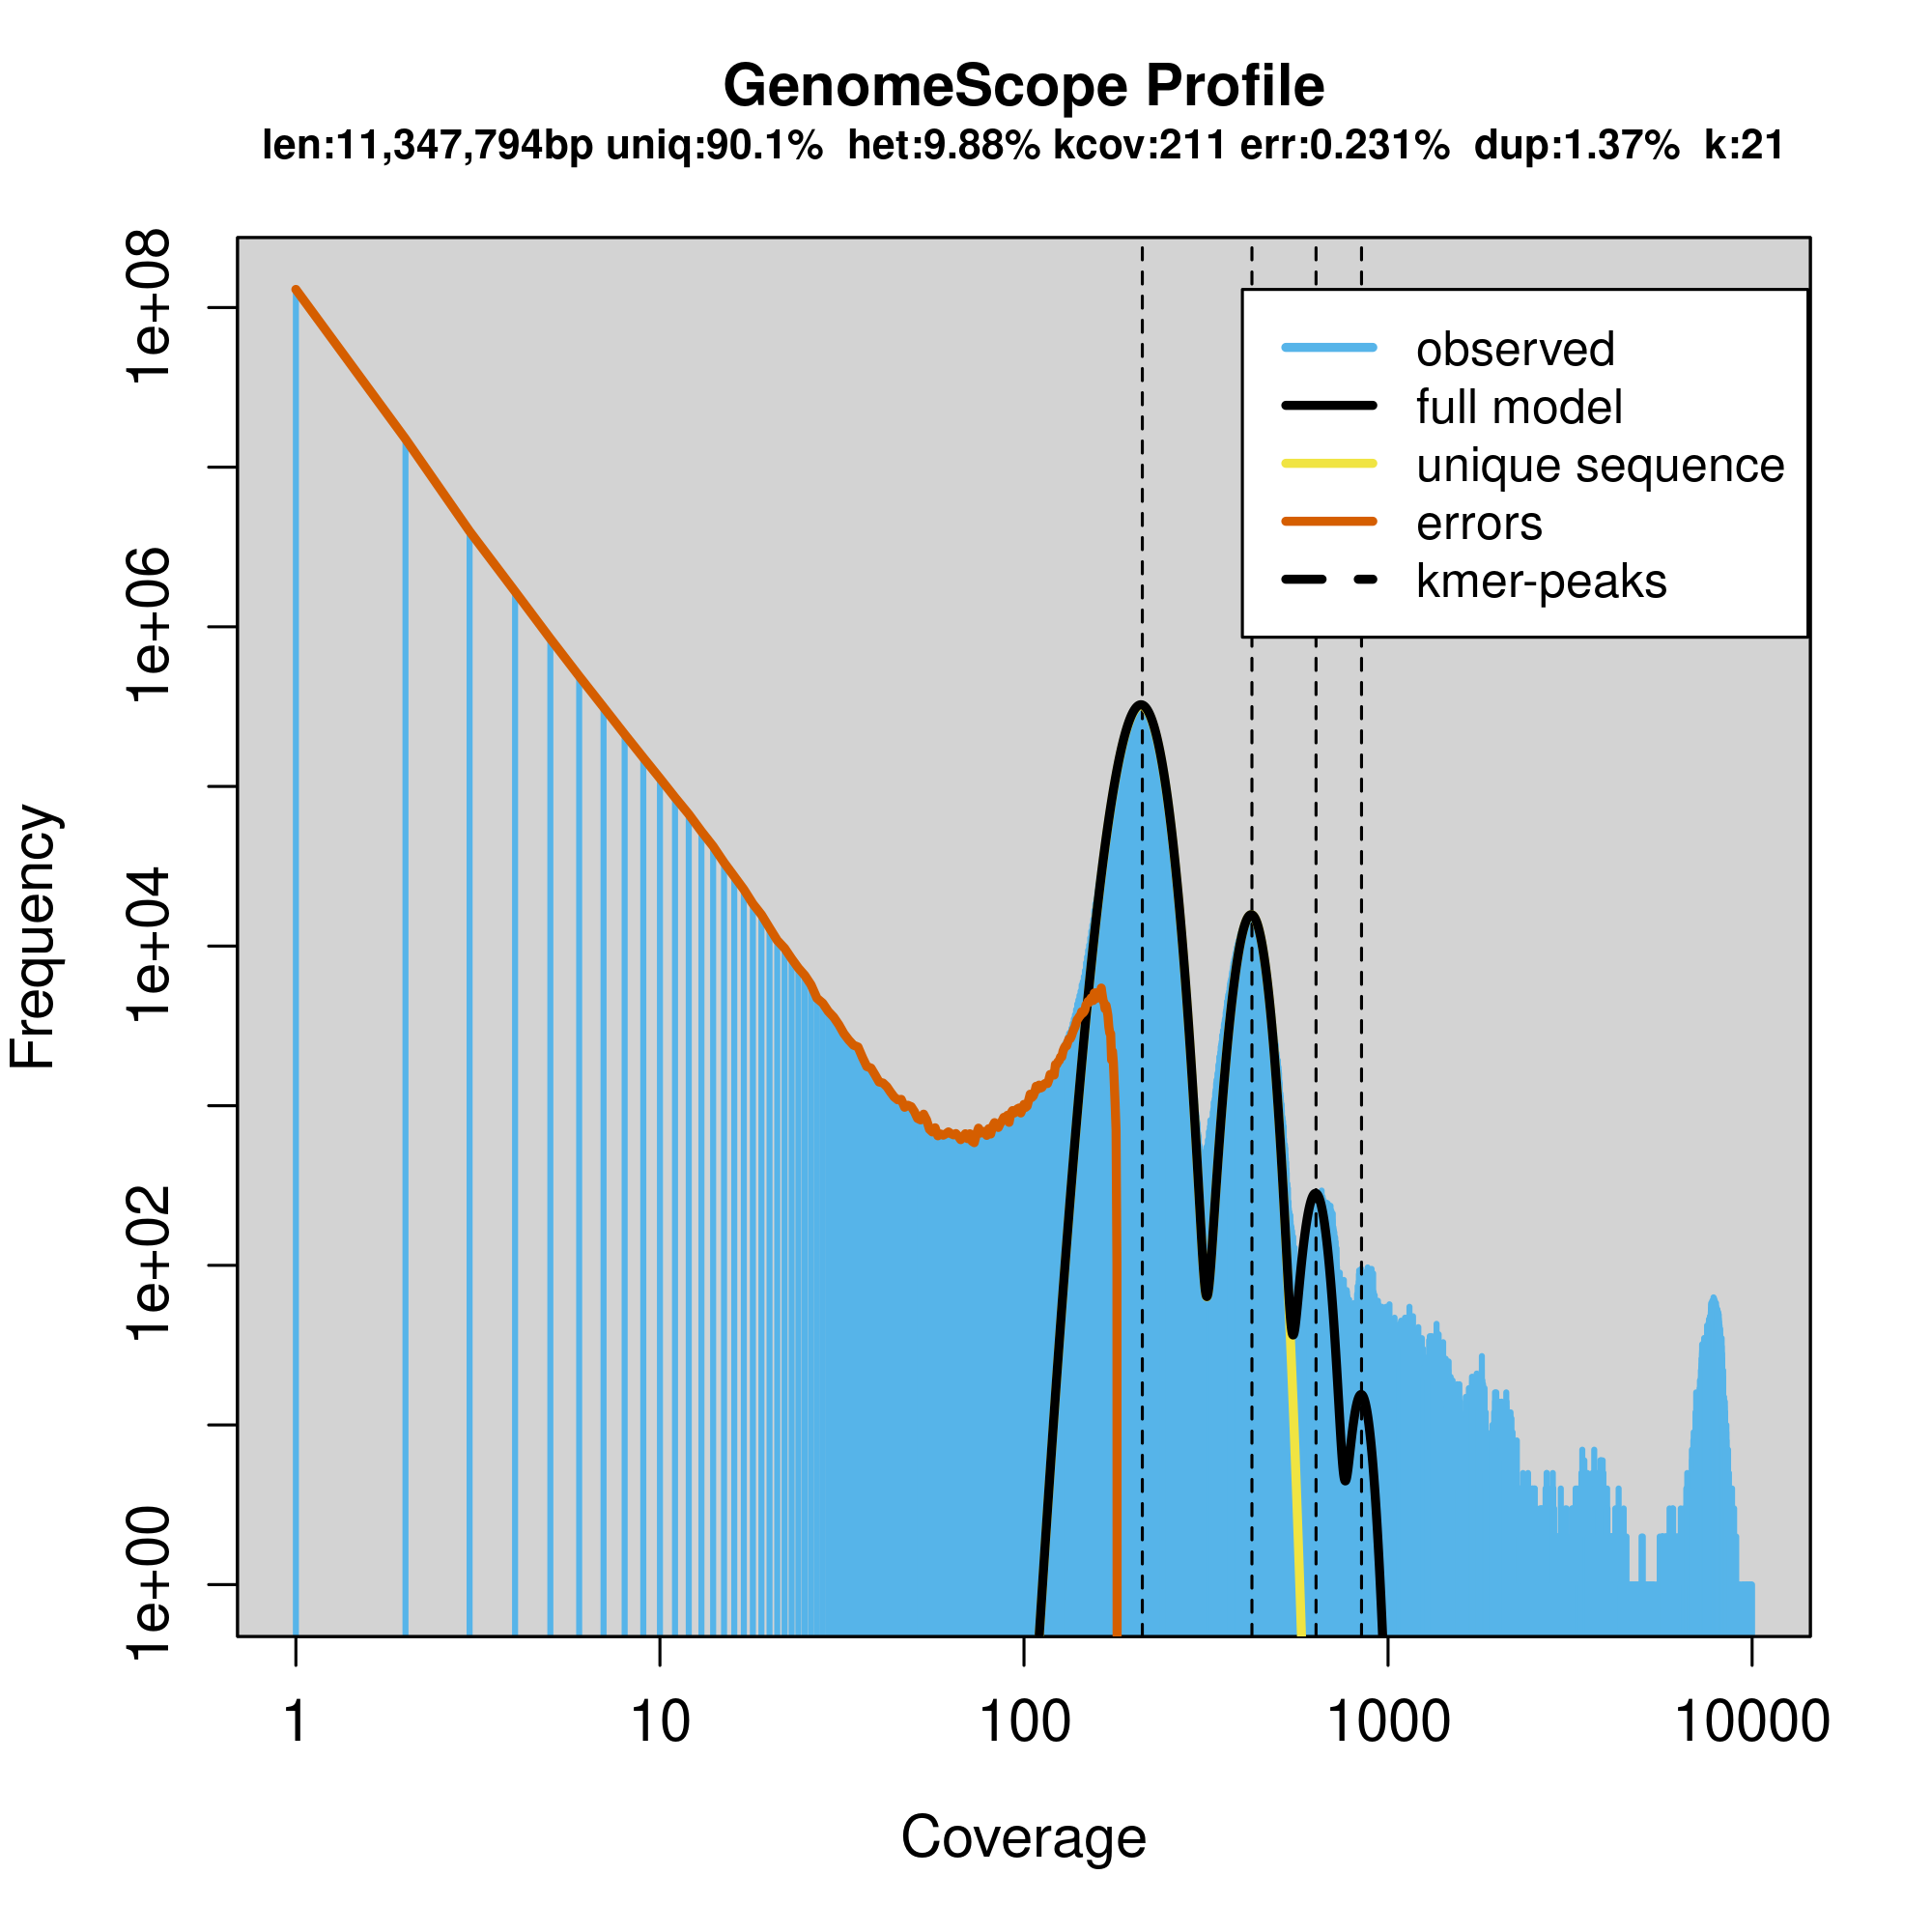 GenomeScope Profile
len:11,347,794bp uniq:90.1% het:9.88% kcov:211 err:0.231% dup:1.37% k:21
Frequency
1e+08
1e+06
1e+04
1e+02
1e+00
observed
full model
unique sequence
errors
kmer-peaks
1 10 100 1000 10000
Coverage